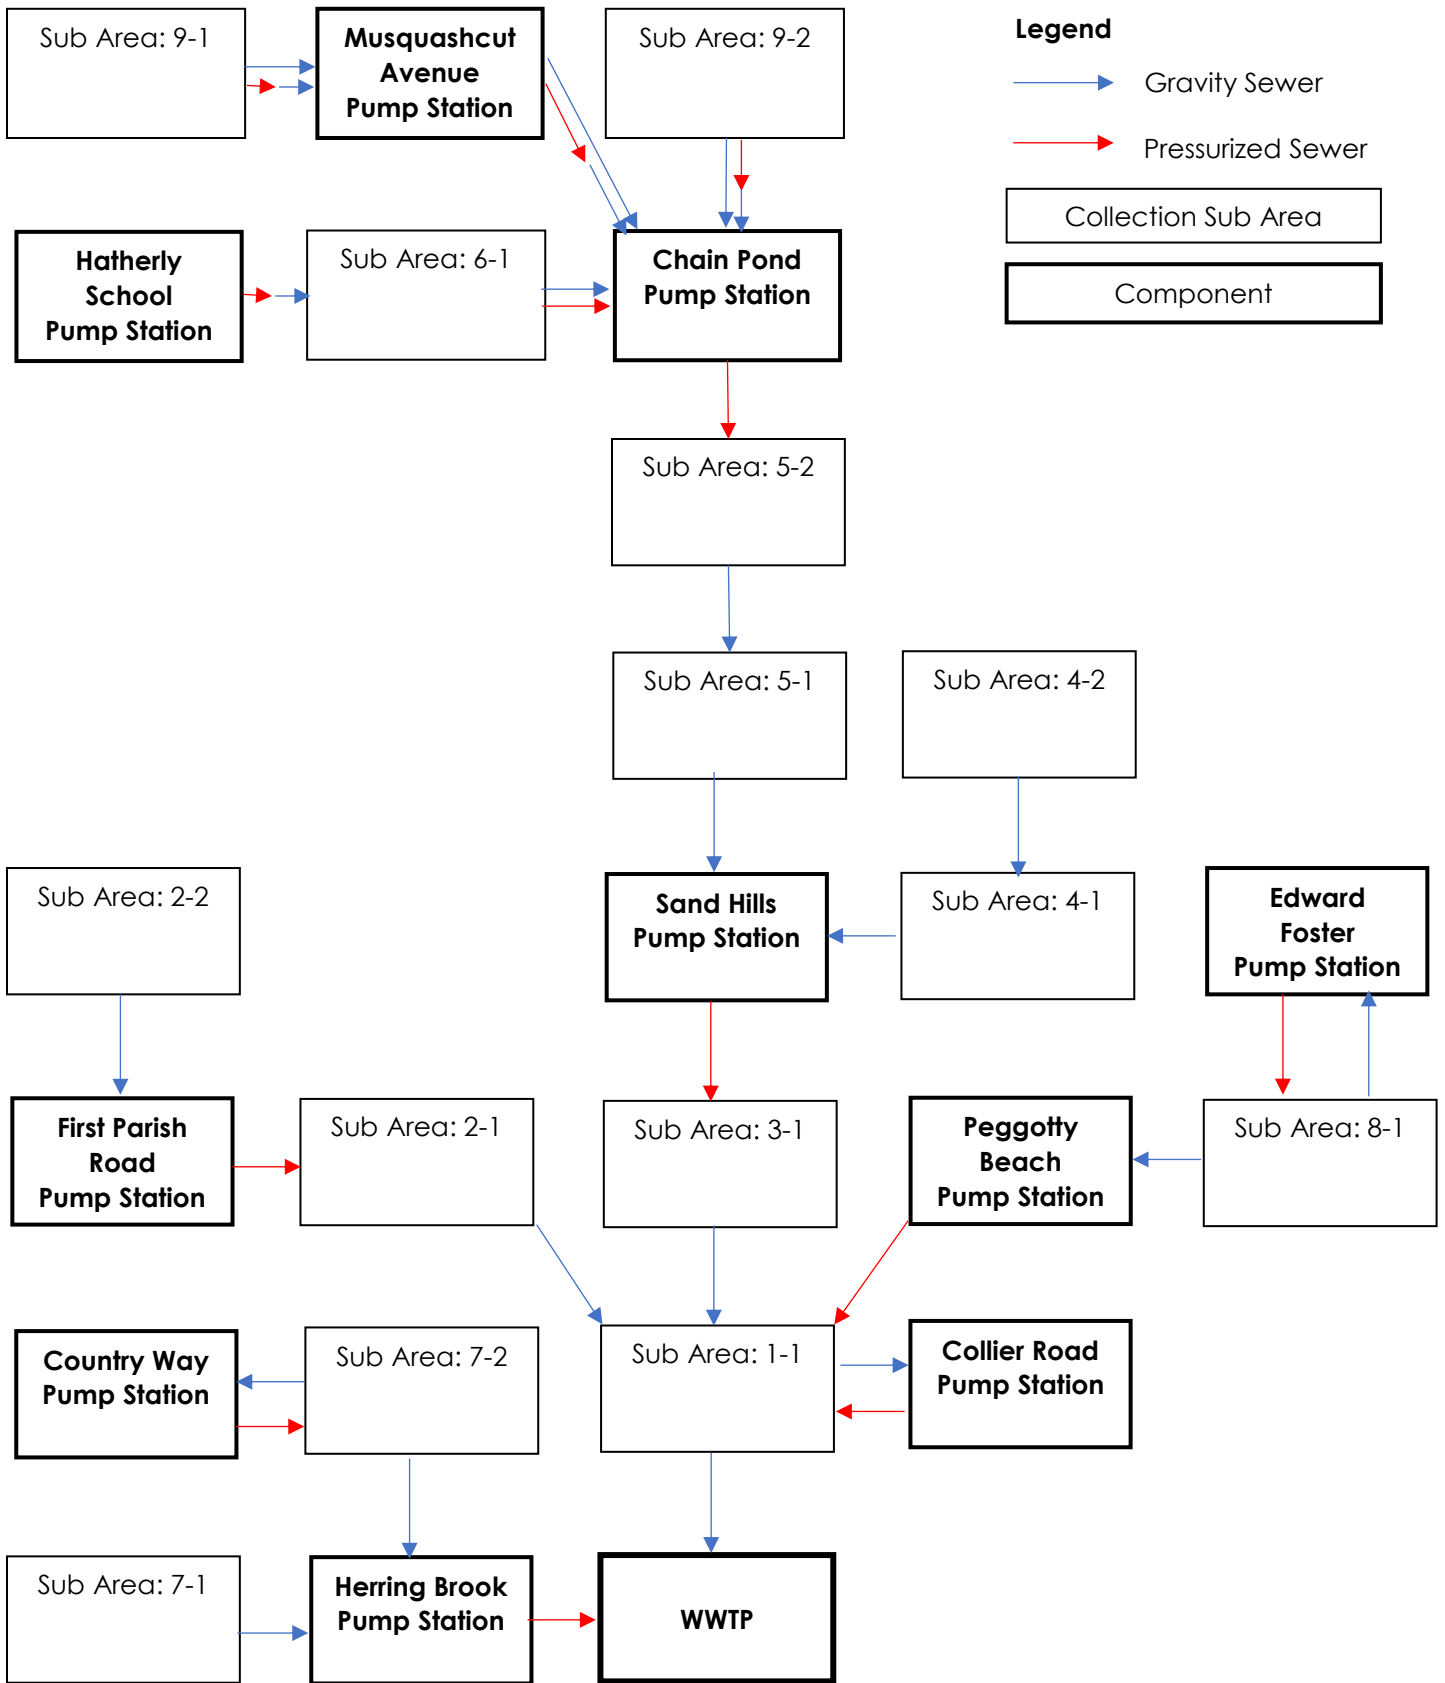 Sub Area: 9-1
Musquashcut
Avenue
Pump Station
Sub Area: 9-2
Legend
Gravity Sewer
Pressurized Sewer
Collection Sub Area
Component
Hatherly
School
Pump Station
Sub Area: 6-1
Chain Pond
Pump Station
Sub Area: 5-2
Sub Area: 5-1
Sub Area: 4-2
Sub Area: 2-2
Sand Hills
Pump Station
Sub Area: 4-1
Edward
Foster
Pump Station
First Parish
Road
Pump Station
Sub Area: 2-1
Sub Area: 3-1
Peggotty
Beach
Pump Station
Sub Area: 8-1
Country Way
Pump Station
Sub Area: 7-2
Sub Area: 1-1
Collier Road
Pump Station
Sub Area: 7-1
Herring Brook
Pump Station
WWTP